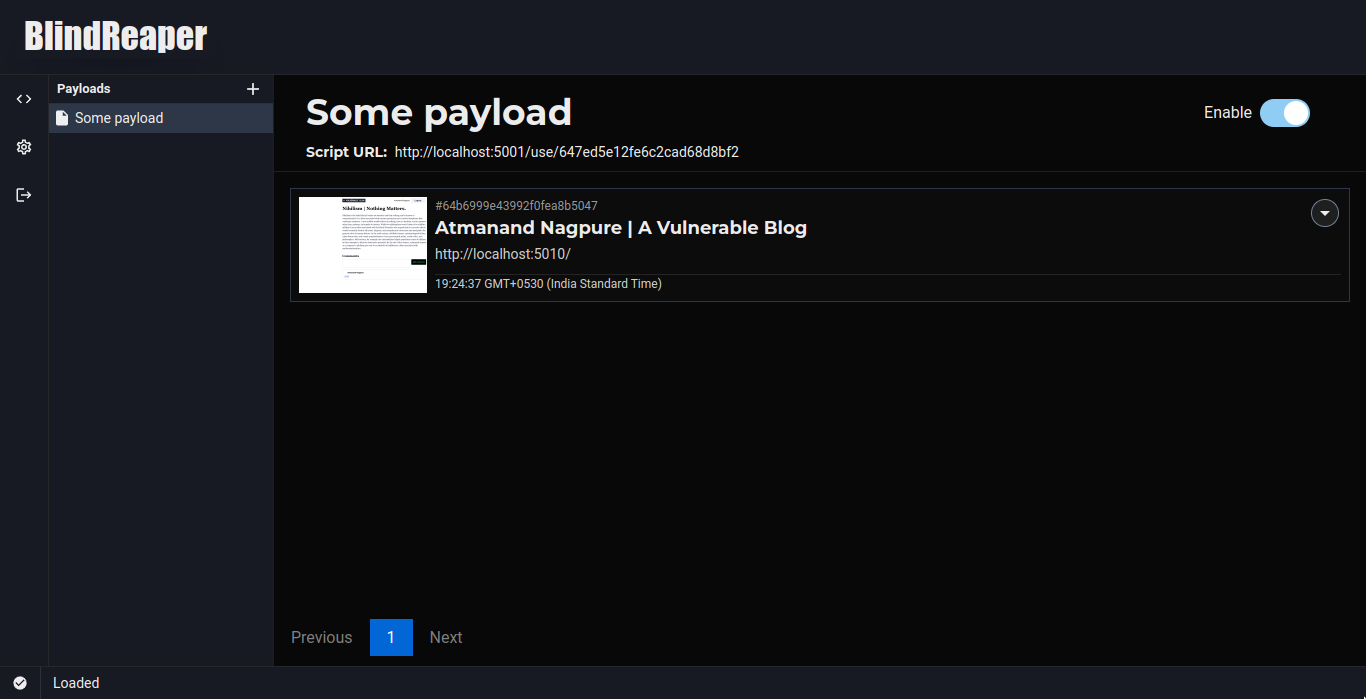 BlindReaper
Payloads
Some payload
Some payload
Enable
Script URL: http://localhost:5001/use/647ed5e12fe6c2cad68d8bf2
#64b6999e43992f0fea8b5047
Atmanand Nagpure | A Vulnerable Blog
http://localhost:5010/
19:24:37 GMT+0530 (India Standard Time)
Nihilism | Nothing Matters.
Comments
Previous
1
Next
Loaded